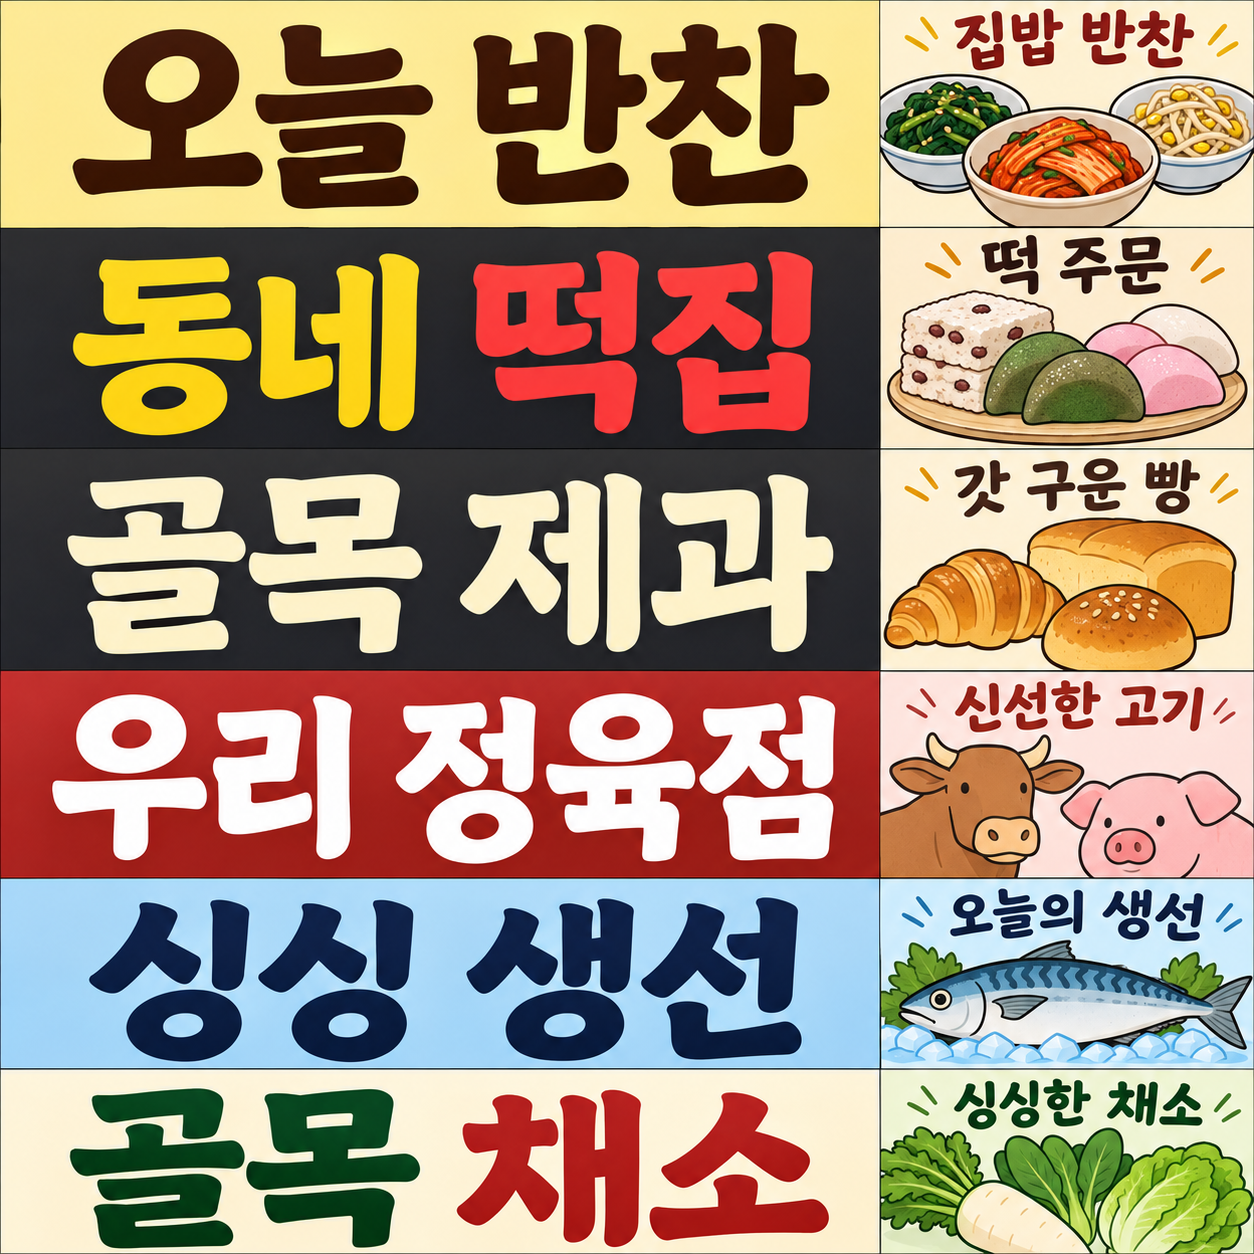 오늘 반찬
집밥 반찬
동네 떡집
떡 주문
골목 제과
갓 구운 빵
우리 정육점
신선한 고기
싱싱 생선
오늘의 생선
골목 채소
싱싱한 채소